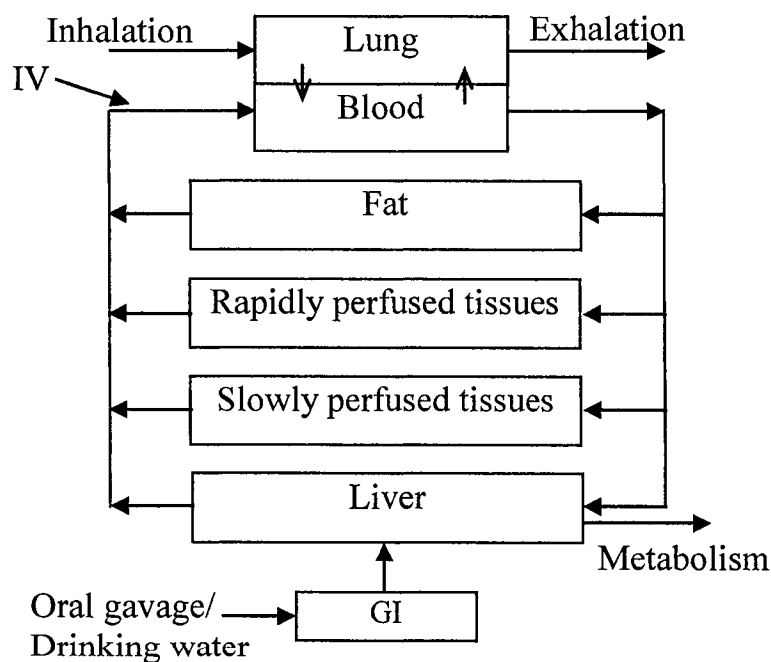 Inhalation
Lung
Exhalation
IV
Blood
Fat
Rapidly perfused tissues
Slowly perfused tissues
Liver
Metabolism
Oral gavage/
Drinking water
GI